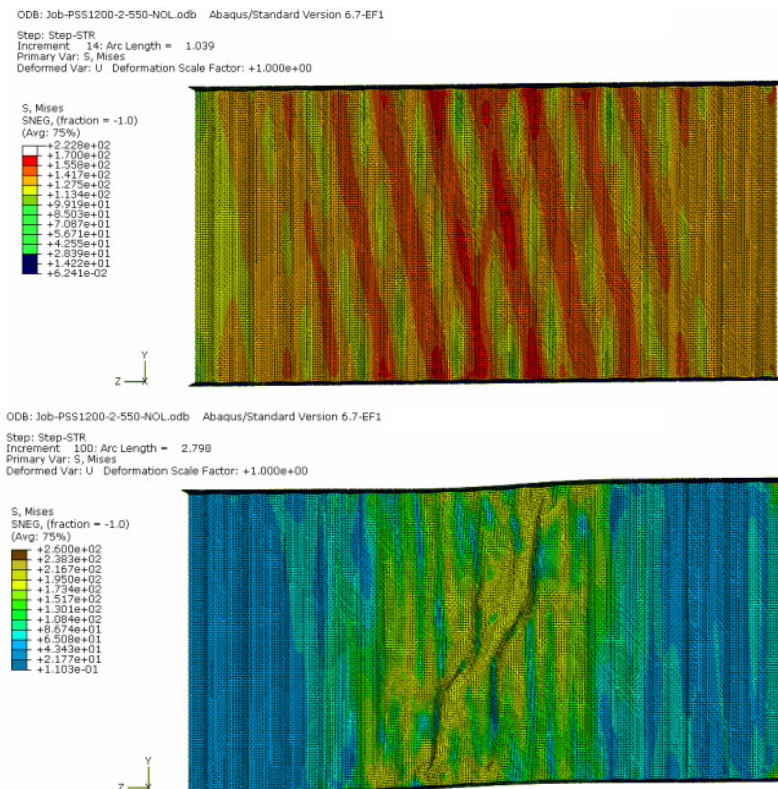 ODB: Job-PSS1200-2-550-NOL.odb Abaqus/Standard Version 6.7-EF1
Step: Step-STR
Increment 14: Arc Length = 1.039
Primary Var: S, Mises
Deformed Var: U Deformation Scale Factor: +1.000e+00
S, Mises
SNEG, (fraction = -1.0)
(Avg: 75%)
+2.228e+02
+1.700e+02
+1.558e+02
+1.417e+02
+1.275e+02
+1.134e+02
+9.919e+01
+8.503e+01
+7.087e+01
+5.671e+01
+4.255e+01
+2.839e+01
+1.422e+01
+6.241e-02
Y
Z
X
ODB: Job-PSS1200-2-550-NOL.odb Abaqus/Standard Version 6.7-EF1
Step: Step-STR
Increment 100: Arc Length = 2.798
Primary Var: S, Mises
Deformed Var: U Deformation Scale Factor: +1.000e+00
S, Mises
SNEG, (fraction = -1.0)
(Avg: 75%)
+2.600e+02
+2.383e+02
+2.167e+02
+1.950e+02
+1.734e+02
+1.517e+02
+1.301e+02
+1.084e+02
+8.674e+01
+6.508e+01
+4.343e+01
+2.177e+01
+1.103e-01
Y
Z
X